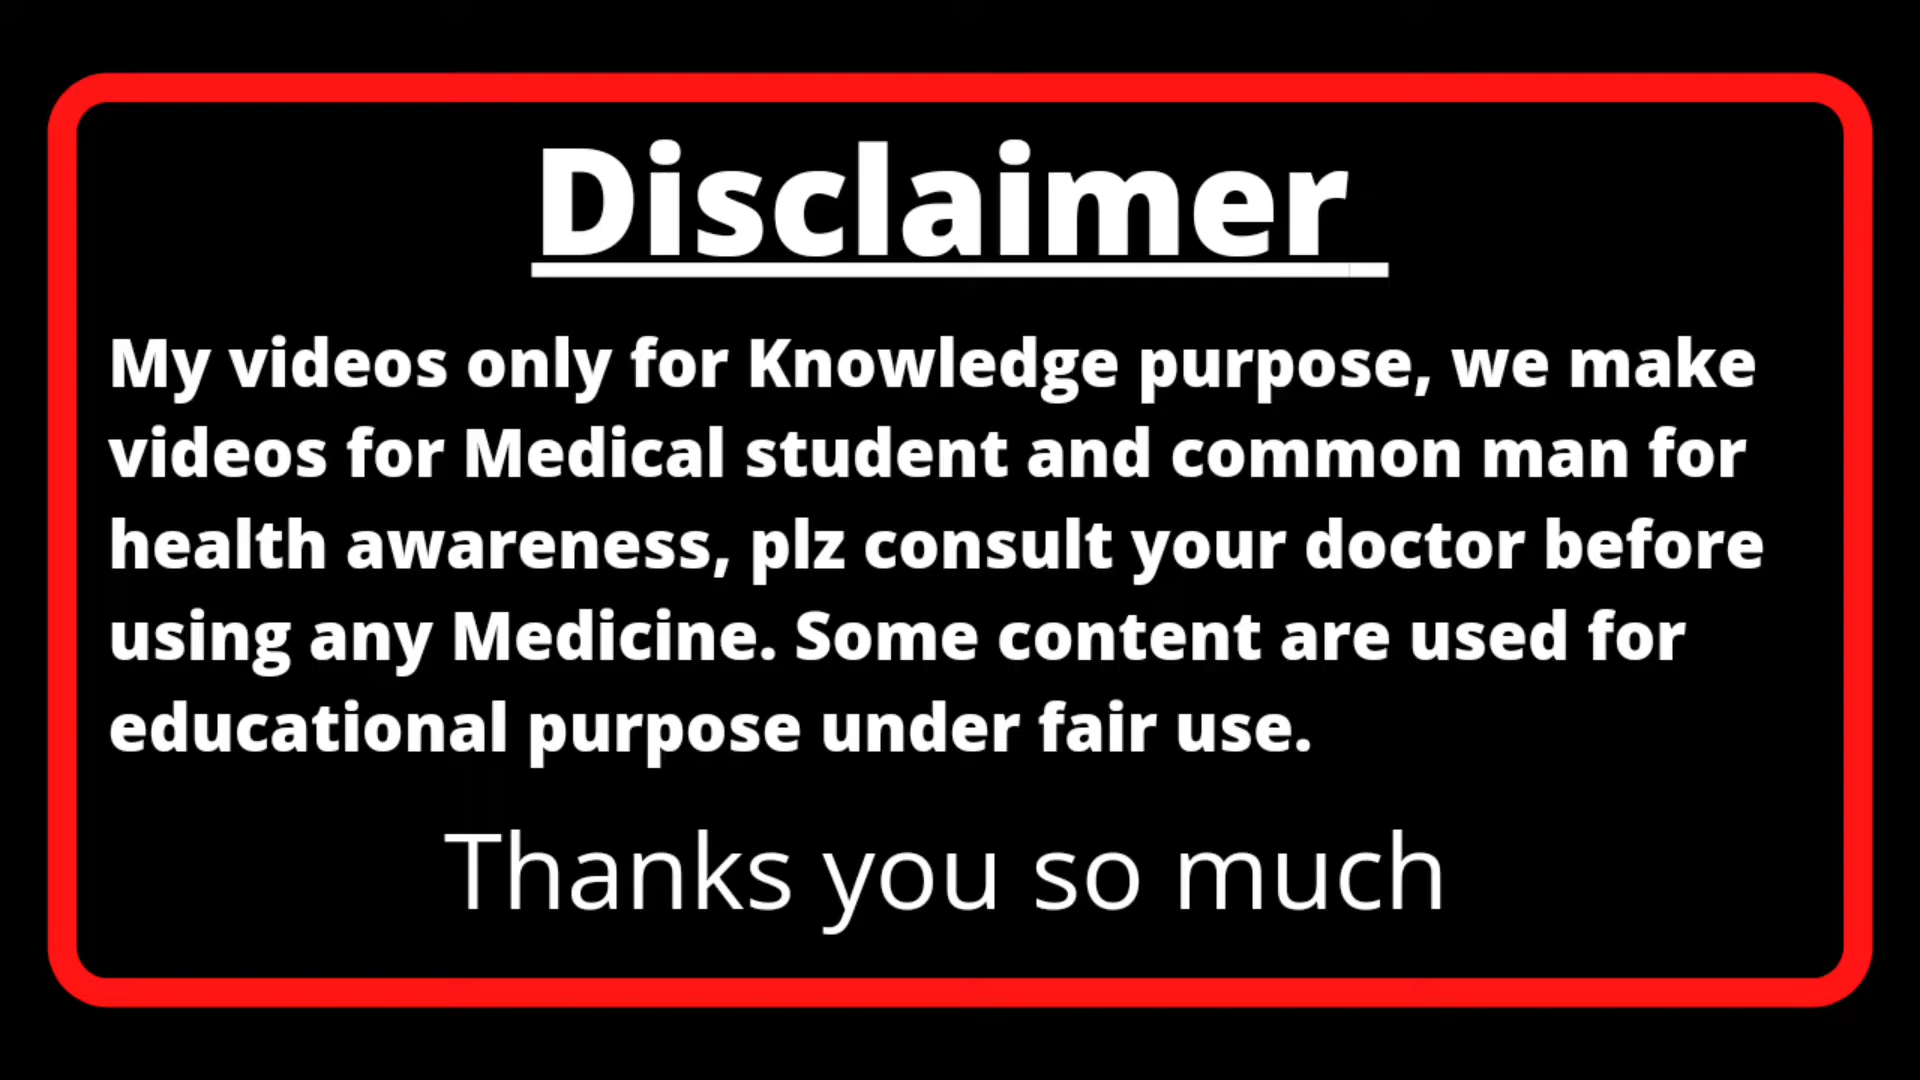 Disclaimer
My videos only for Knowledge purpose, we make
videos for Medical student and common man for
health awareness, plz consult your doctor before
using any Medicine. Some content are used for
educational purpose under fair use.
Thanks you so much